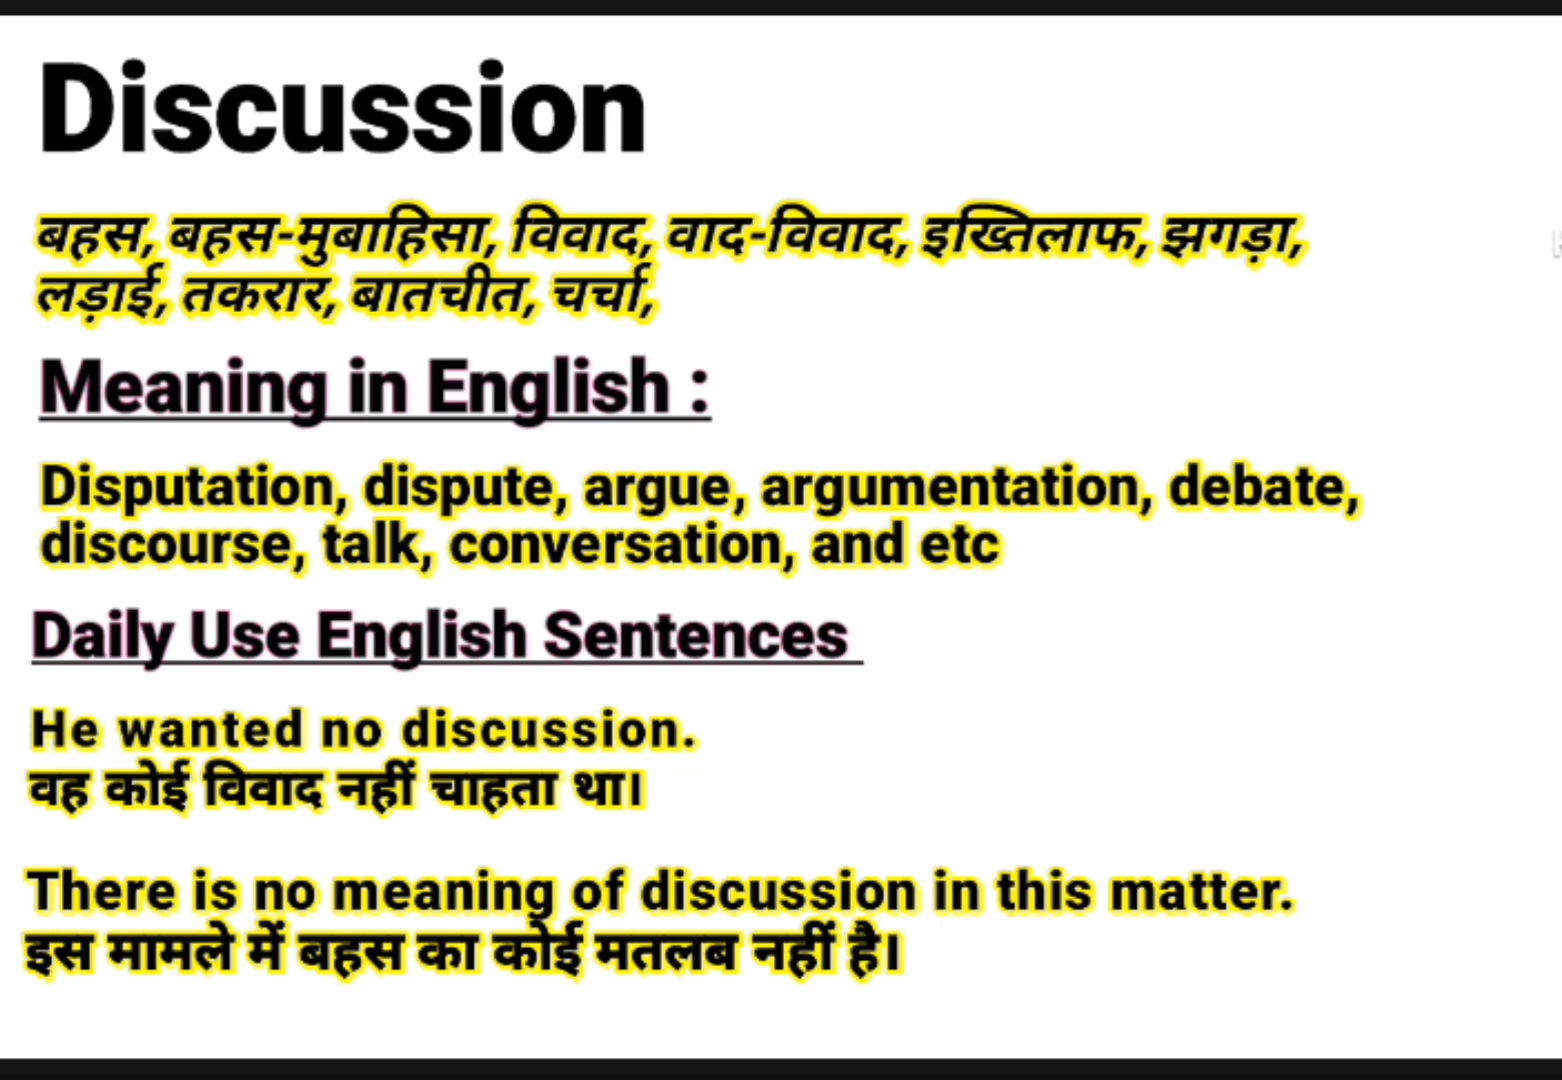 Discussion
बहस, बहस-मुबाहिसा, विवाद, वाद-विवाद, इख्तिलाफ, झगड़ा,
लड़ाई, तकरार, बातचीत, चर्चा,
Meaning in English :
Disputation, dispute, argue, argumentation, debate,
discourse, talk, conversation, and etc
Daily Use English Sentences
He wanted no discussion.
वह कोई विवाद नहीं चाहता था।
There is no meaning of discussion in this matter.
इस मामले में बहस का कोई मतलब नहीं है।